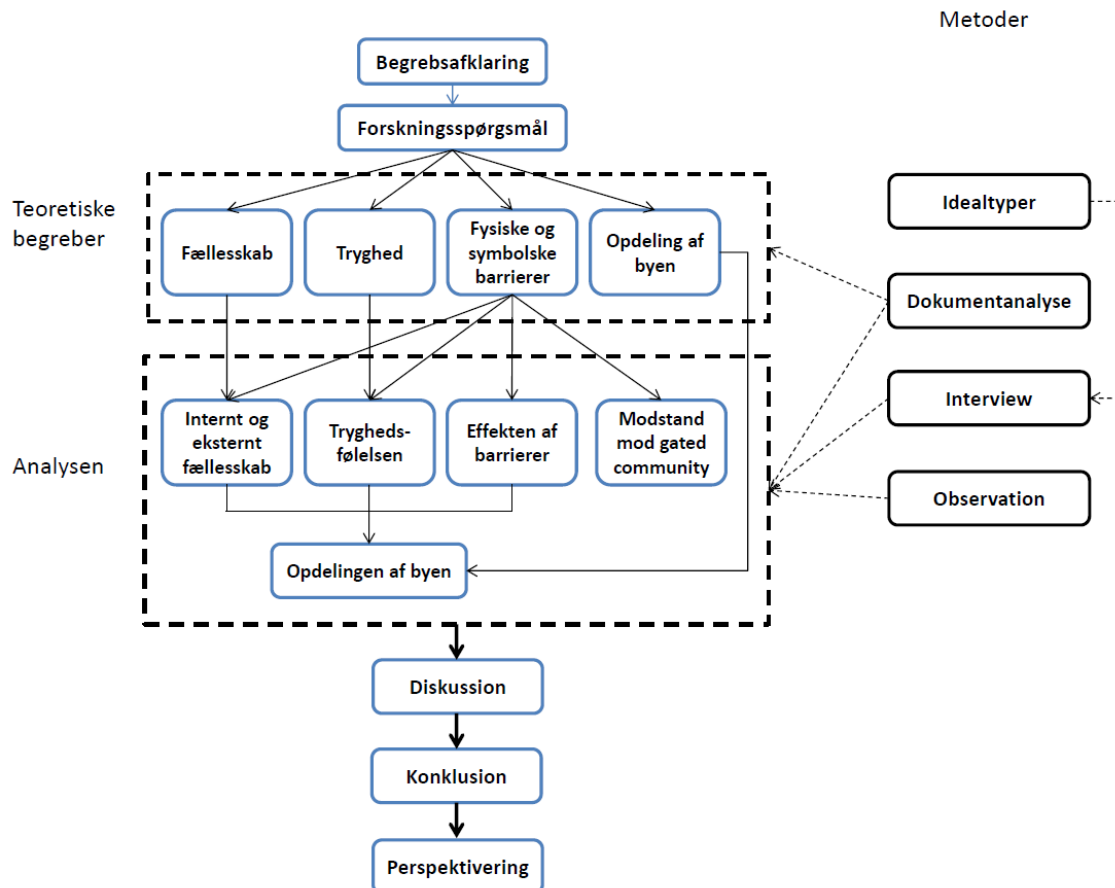 Metoder
Begrebsafklaring
Forskningsspørgsmål
Teoretiske
begreber
Fællesskab
Tryghed
Fysiske og
symbolske
barrierer
Opdeling af
byen
Idealtyper
Dokumentanalyse
Interview
Observation
Analysen
Internt og
eksternt
fællesskab
Trygheds-
følelsen
Effekten af
barrierer
Modstand
mod gated
community
Opdelingen af byen
Diskussion
Konklusion
Perspektivering